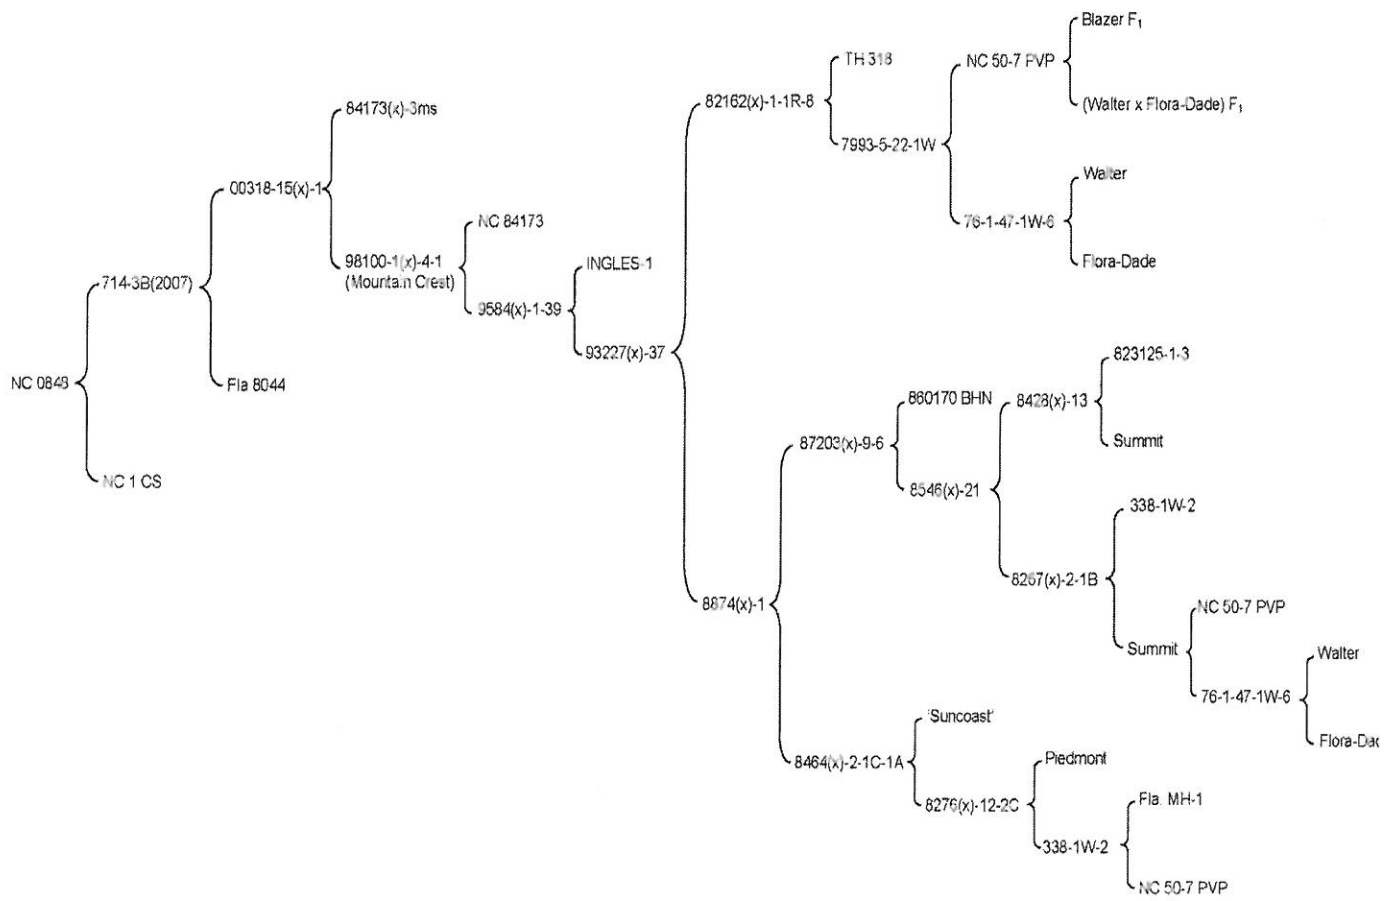 Blazer F₁
TH 318
NC 50-7 PVP
82162(x)-1-1R-8
(Walter x Flora-Dade) F₁
84173(x)-3ms
7993-5-22-1W
Walter
00318-15(x)-1
NC 84173
76-1-47-1W-6
98100-1(x)-4-1
(Mountain Crest)
INGLES-1
Flora-Dade
714-3B(2007)
9584(x)-1-39
93227(x)-37
823125-1-3
NC 0848
Fla 8044
860170 BHN
8428(x)-13
87203(x)-9-6
Summit
NC 1 CS
8546(x)-21
338-1W-2
8267(x)-2-1B
8874(x)-1
NC 50-7 PVP
Summit
Walter
76-1-47-1W-6
'Suncoast'
Flora-Dad
8464(x)-2-1C-1A
Piedmont
8276(x)-12-2C
Fla. MH-1
338-1W-2
NC 50-7 PVP